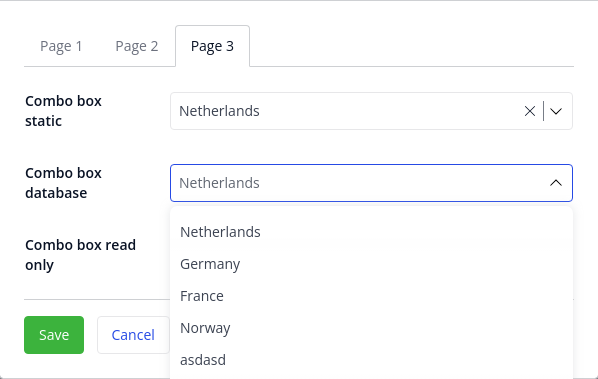 Page 1 Page 2 Page 3
Combo box
static
Netherlands
Combo box
database
Netherlands
Netherlands
Germany
France
Norway
asdasd
Combo box read
only
Save Cancel